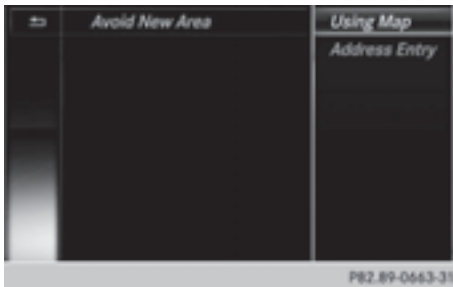 Avoid New Area
Using Map
Address Entry
P82.89-0663-31